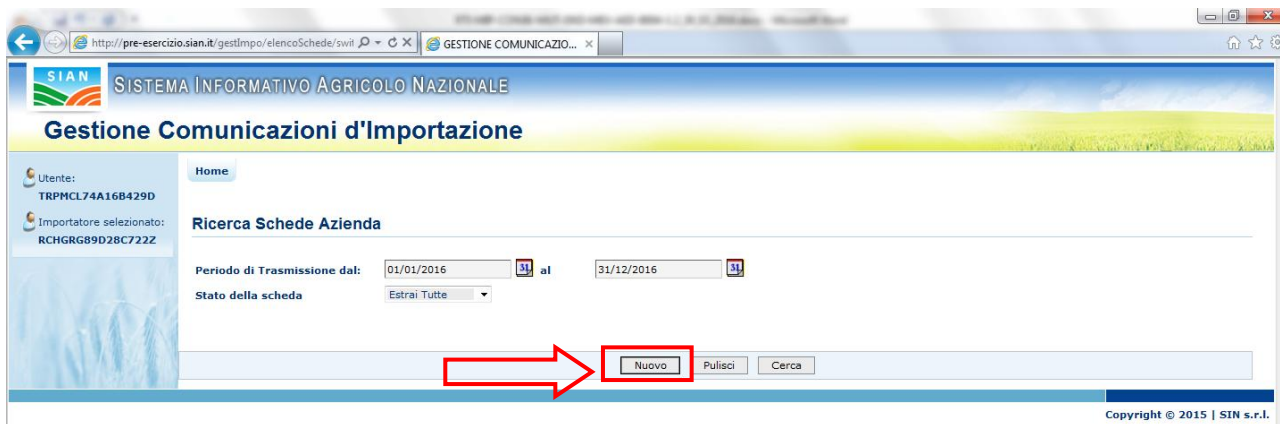 http://pre-esercizio.sian.it/gestImpo/elencoSchede/swit
GESTIONE COMUNICAZIO...
SIAN
SISTEMA INFORMATIVO AGRICOLO NAZIONALE
Gestione Comunicazioni d'Importazione
Utente:
TRPMCL74A16B429D
Importatore selezionato:
RCHGRG89D28C722Z
Home
Ricerca Schede Azienda
Periodo di Trasmissione dal: 01/01/2016 31 al 31/12/2016 31
Stato della scheda Estrai Tutte
Nuovo Pulisci Cerca
Copyright © 2015 | SIN s.r.l.